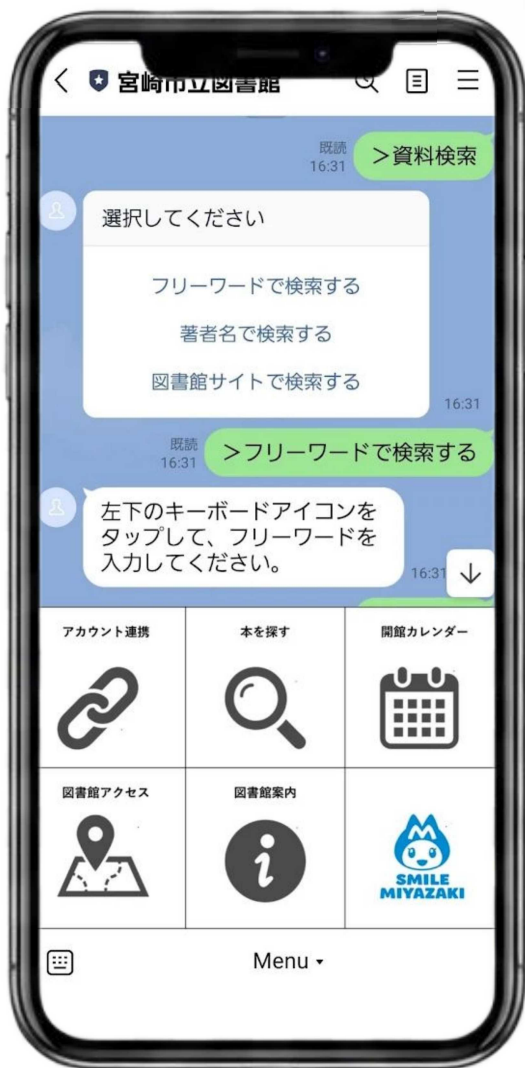 宮崎市立図書館
既読
16:31
＞資料検索
選択してください
フリーワードで検索する
著者名で検索する
図書館サイトで検索する
16:31
既読
16:31
＞フリーワードで検索する
左下のキーボードアイコンを
タップして、フリーワードを
入力してください。
16:31
アカウント連携
本を探す
開館カレンダー
図書館アクセス
図書館案内
SMILE
MIYAZAKI
Menu